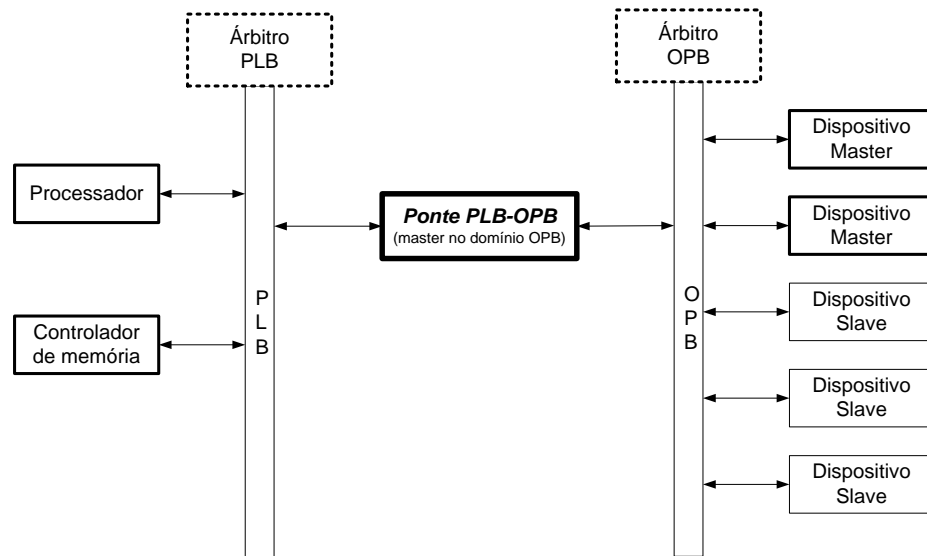 Árbitro
PLB
Árbitro
OPB
Processador
Controlador
de memória
P
L
B
Ponte PLB-OPB
(master no domínio OPB)
O
P
B
Dispositivo
Master
Dispositivo
Master
Dispositivo
Slave
Dispositivo
Slave
Dispositivo
Slave